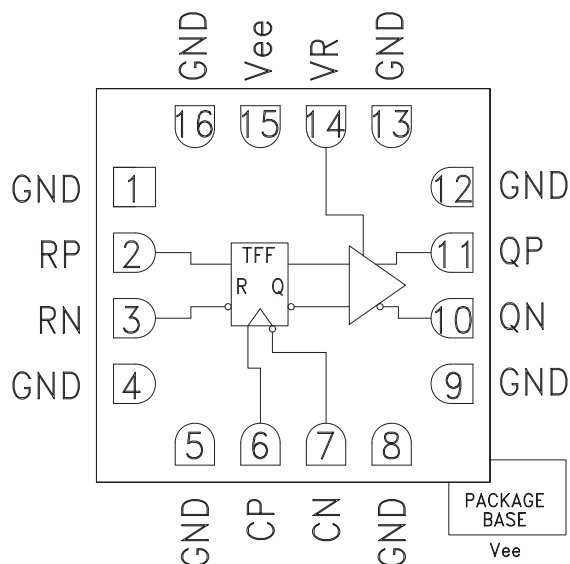 GND
Vee
VR
GND
16
15
14
13
GND
1
12
GND
RP
2
TFF
11
QP
R
Q
RN
3
10
QN
GND
4
9
GND
5
6
7
8
GND
CP
CN
GND
PACKAGE
BASE
Vee